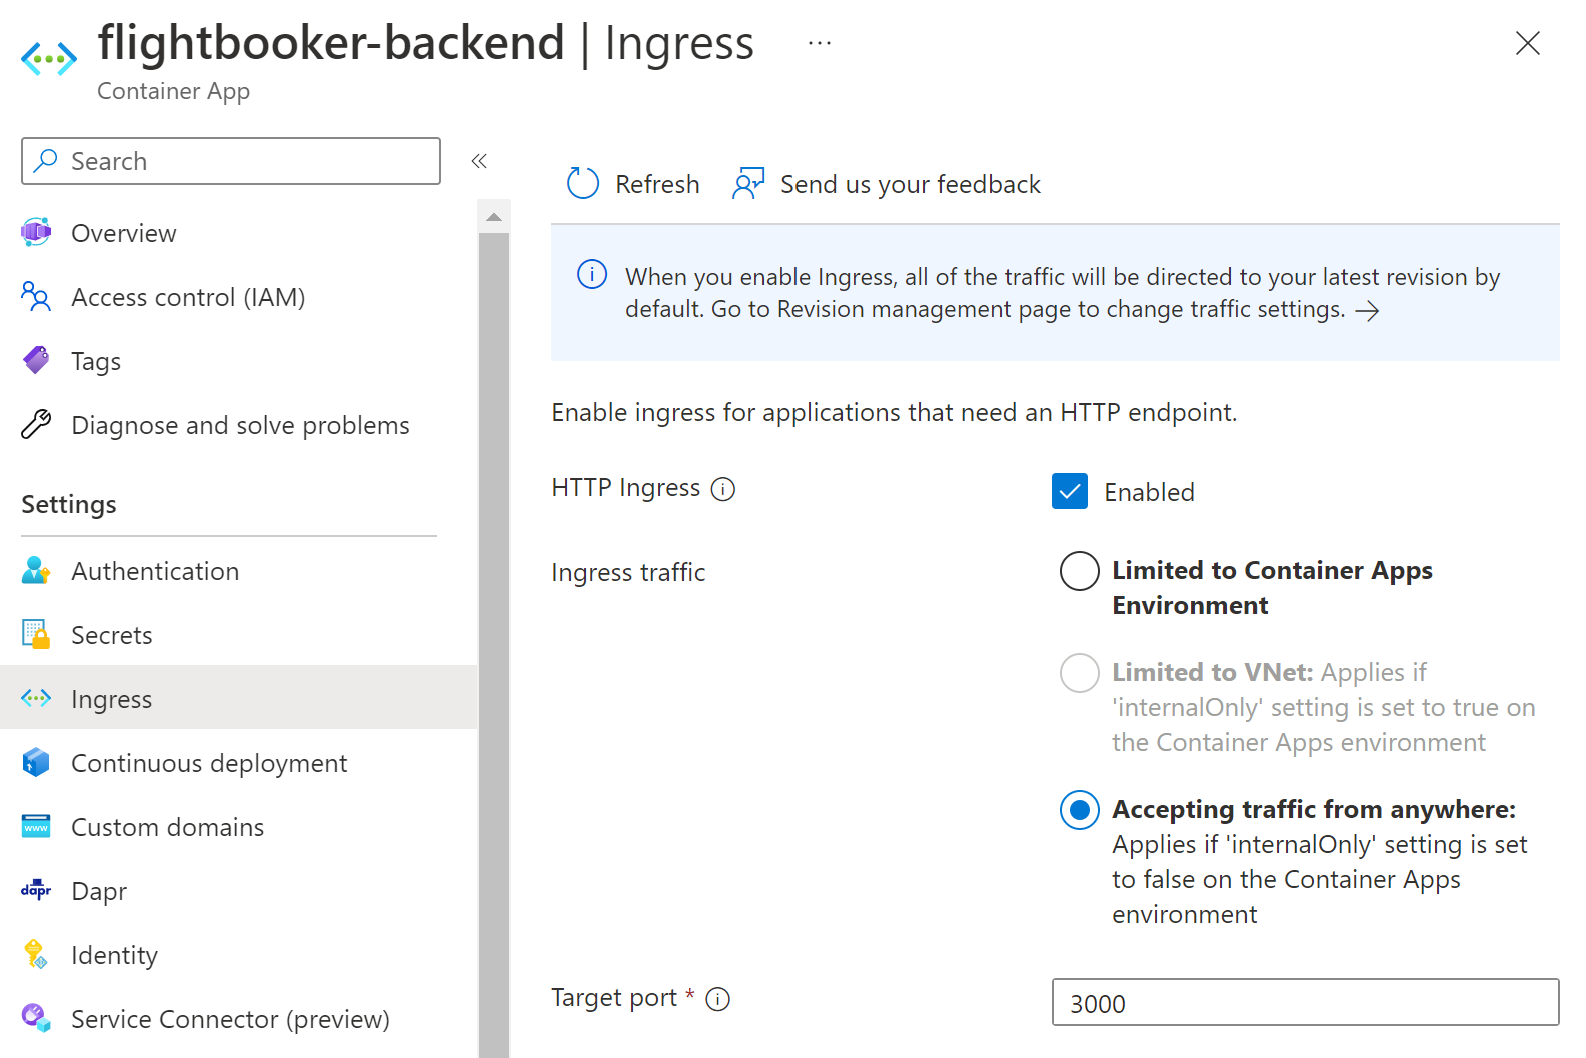 flightbooker-backend | Ingress ...
Container App
Search
Overview
Access control (IAM)
Tags
Diagnose and solve problems
Settings
Authentication
Secrets
Ingress
Continuous deployment
www
Custom domains
dapr
Dapr
Identity
Service Connector (preview)
Refresh
Send us your feedback
When you enable Ingress, all of the traffic will be directed to your latest revision by
default. Go to Revision management page to change traffic settings. →
Enable ingress for applications that need an HTTP endpoint.
HTTP Ingress
Enabled
Ingress traffic
Limited to Container Apps
Environment
Limited to VNet: Applies if
'internalOnly' setting is set to true on
the Container Apps environment
Accepting traffic from anywhere:
Applies if 'internalOnly' setting is set
to false on the Container Apps
environment
Target port *
3000